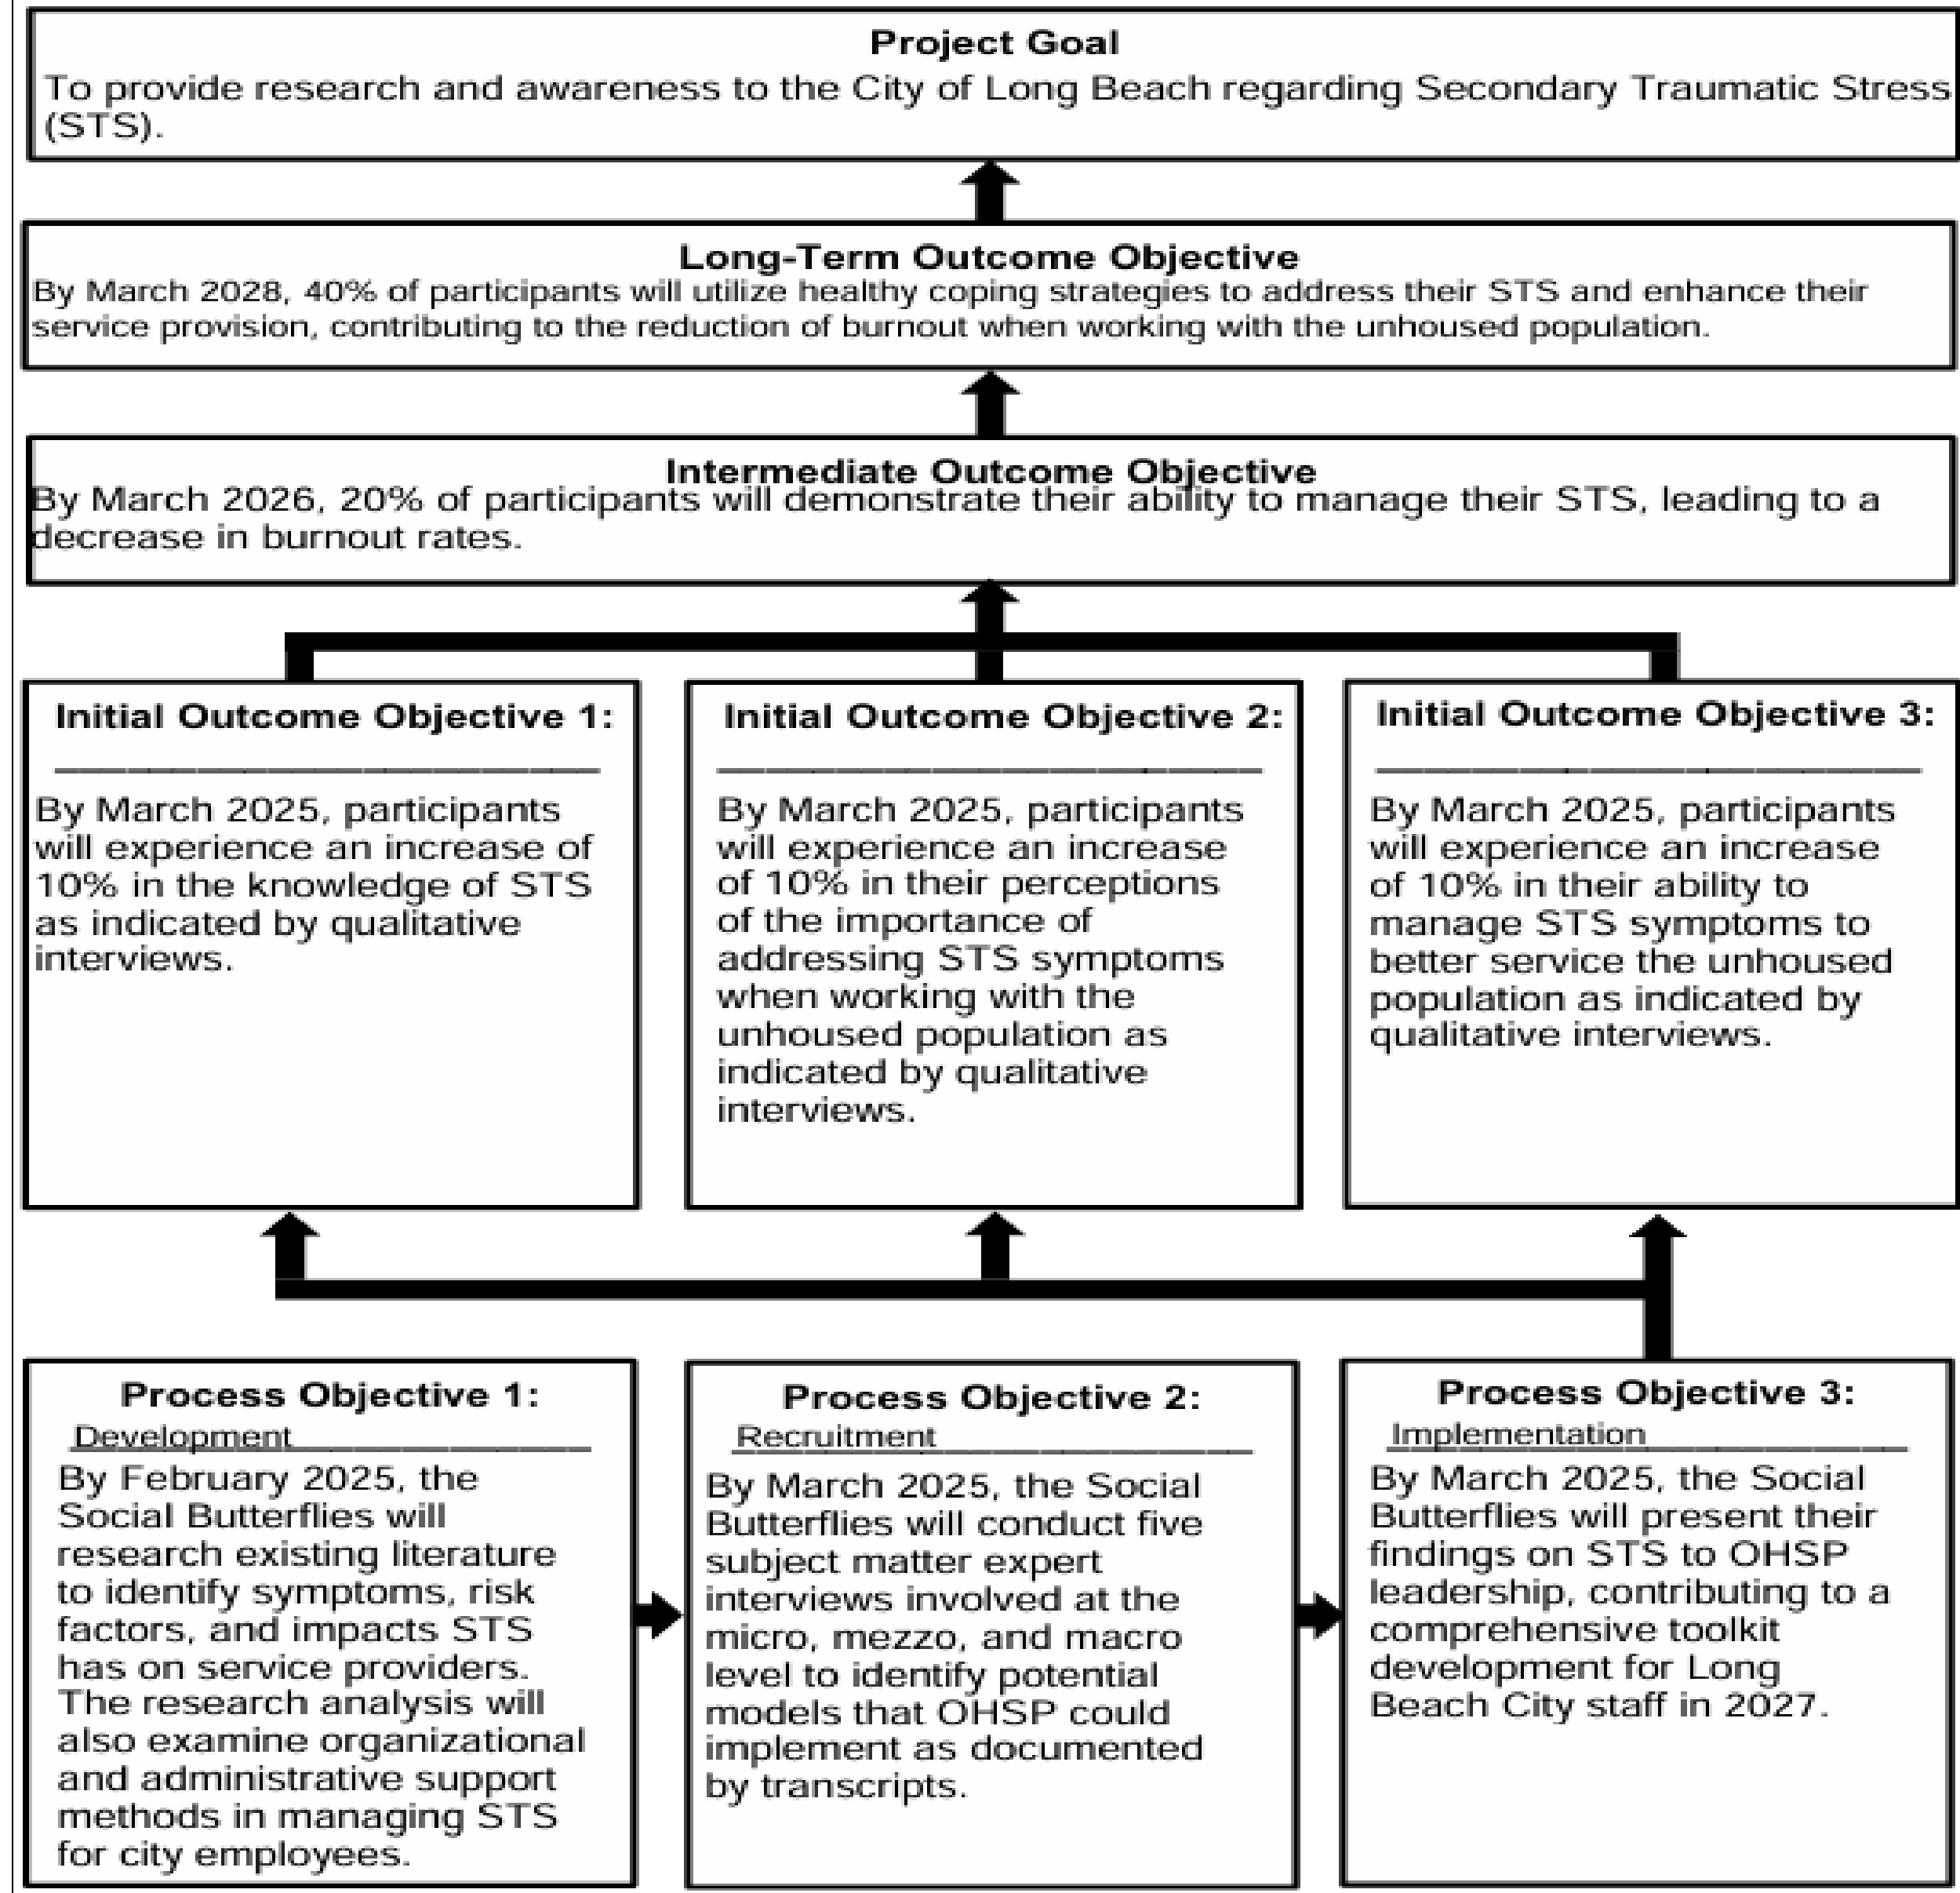 Project Goal
To provide research and awareness to the City of Long Beach regarding Secondary Traumatic Stress
(STS).
Long-Term Outcome Objective
By March 2028, 40% of participants will utilize healthy coping strategies to address their STS and enhance their
service provision, contributing to the reduction of burnout when working with the unhoused population.
Intermediate Outcome Objective
By March 2026, 20% of participants will demonstrate their ability to manage their STS, leading to a
decrease in burnout rates.
Initial Outcome Objective 1:
By March 2025, participants
will experience an increase of
10% in the knowledge of STS
as indicated by qualitative
interviews.
Initial Outcome Objective 2:
By March 2025, participants
will experience an increase
of 10% in their perceptions
of the importance of
addressing STS symptoms
when working with the
unhoused population as
indicated by qualitative
interviews.
Initial Outcome Objective 3:
By March 2025, participants
will experience an increase
of 10% in their ability to
manage STS symptoms to
better service the unhoused
population as indicated by
qualitative interviews.
Process Objective 1:
Development
By February 2025, the
Social Butterflies will
research existing literature
to identify symptoms, risk
factors, and impacts STS
has on service providers.
The research analysis will
also examine organizational
and administrative support
methods in managing STS
for city employees.
Process Objective 2:
Recruitment
By March 2025, the Social
Butterflies will conduct five
subject matter expert
interviews involved at the
micro, mezzo, and macro
level to identify potential
models that OHSP could
implement as documented
by transcripts.
Process Objective 3:
Implementation
By March 2025, the Social
Butterflies will present their
findings on STS to OHSP
leadership, contributing to a
comprehensive toolkit
development for Long
Beach City staff in 2027.